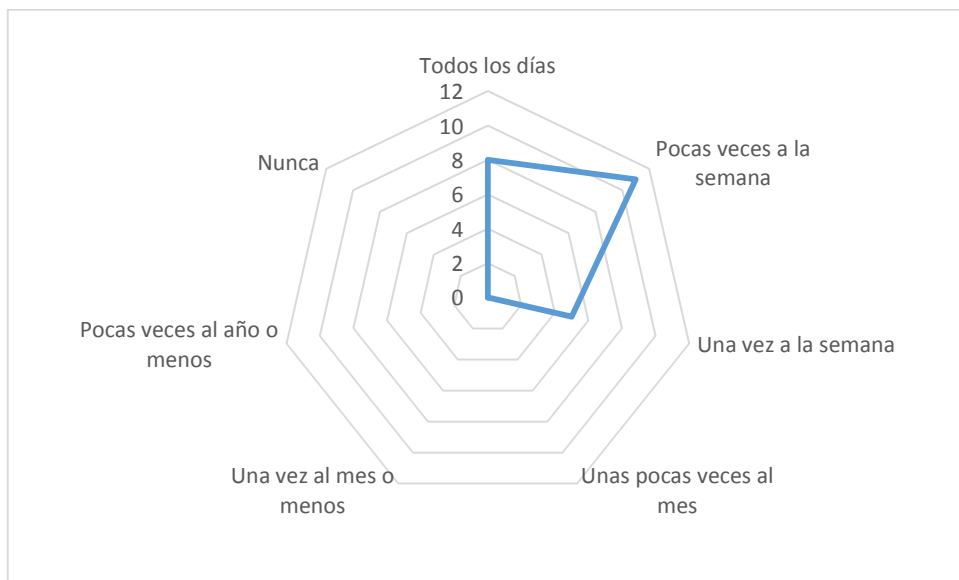 Todos los días
12
10
8
6
4
2
0
Pocas veces a la
semana
Una vez a la semana
Unas pocas veces al
mes
Una vez al mes o
menos
Pocas veces al año o
menos
Nunca